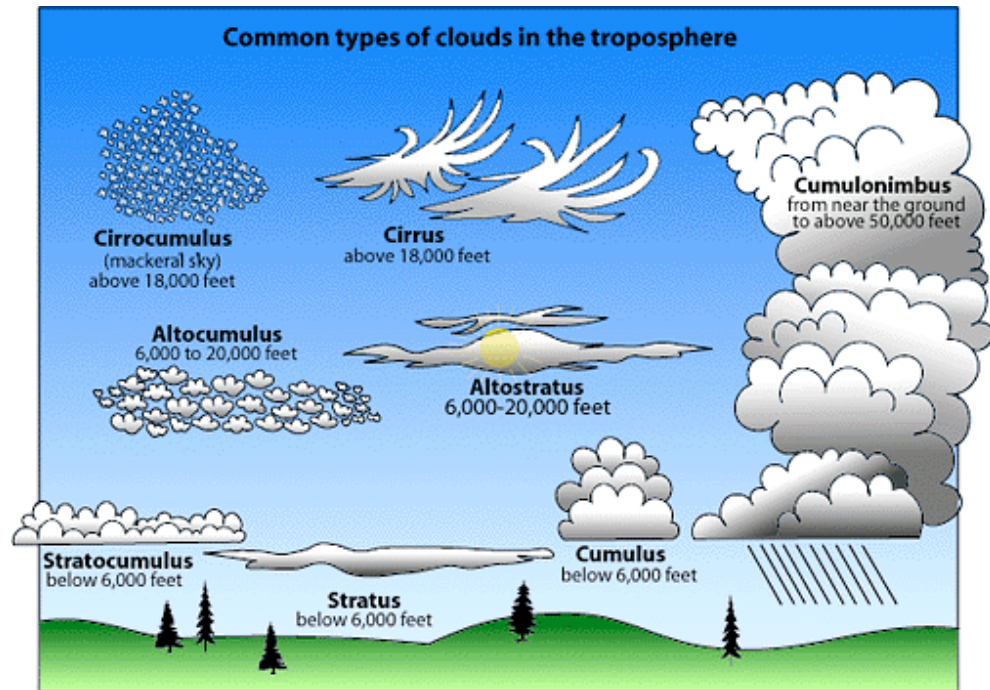 Common types of clouds in the troposphere
Cirrocumulus
(mackeral sky)
above 18,000 feet
Cirrus
above 18,000 feet
Cumulonimbus
from near the ground
to above 50,000 feet
Altocumulus
6,000 to 20,000 feet
Altostratus
6,000-20,000 feet
Stratocumulus
below 6,000 feet
Stratus
below 6,000 feet
Cumulus
below 6,000 feet